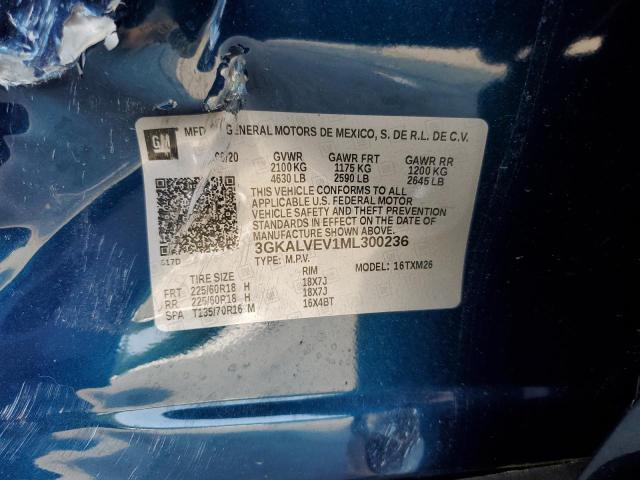 GM MFD GENERAL MOTORS DE MEXICO, S. DE R.L. DE C.V.
/20 GVWR GAWR FRT GAWR RR
2100 KG 1175 KG 1200 KG
4630 LB 2590 LB 2645 LB
THIS VEHICLE CONFORMS TO ALL
APPLICABLE U.S. FEDERAL MOTOR
VEHICLE SAFETY AND THEFT PREVENTION
STANDARDS IN EFFECT ON THE DATE OF
MANUFACTURE SHOWN ABOVE.
3GKALVEV1ML300236
TYPE: M.P.V. MODEL: 16TXM26
TIRE SIZE RIM
FRT 225/60R18 H 18X7J
RR 225/60R18 H 18X7J
SPA T135/70R16 M 16X4BT